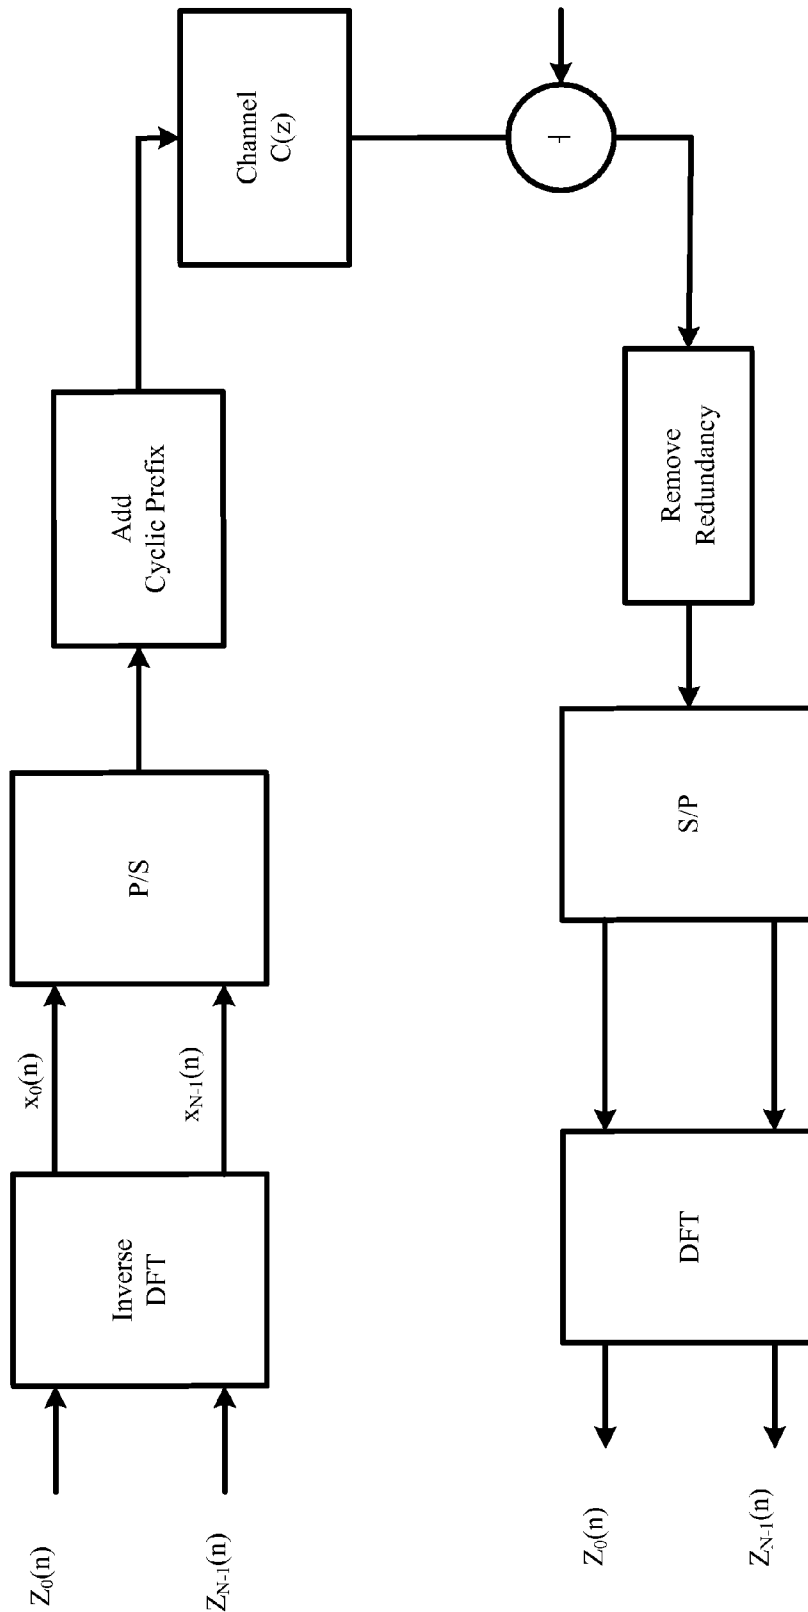 Z0(n)
ZN-1(n)
Inverse
DFT
x0(n)
xN-1(n)
P/S
Add
Cyclic Prefix
Channel
C(z)
+
Remove
Redundancy
S/P
DFT
Z0(n)
ZN-1(n)